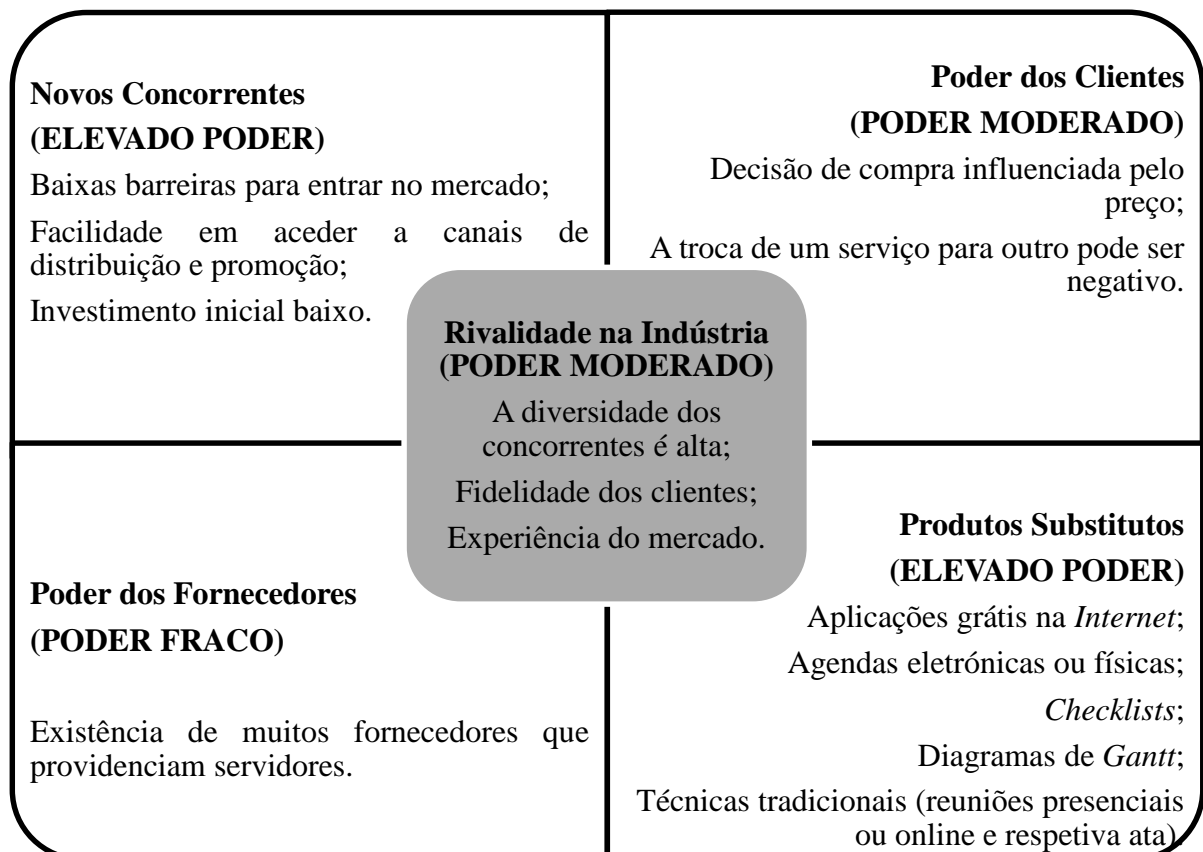 Novos Concorrentes
(ELEVADO PODER)
Baixas barreiras para entrar no mercado;
Facilidade em aceder a canais de
distribuição e promoção;
Investimento inicial baixo.
Poder dos Clientes
(PODER MODERADO)
Decisão de compra influenciada pelo
preço;
A troca de um serviço para outro pode ser
negativo.
Rivalidade na Indústria
(PODER MODERADO)
A diversidade dos
concorrentes é alta;
Fidelidade dos clientes;
Experiência do mercado.
Poder dos Fornecedores
(PODER FRACO)
Existência de muitos fornecedores que
providenciam servidores.
Produtos Substitutos
(ELEVADO PODER)
Aplicações grátis na Internet;
Agendas eletrónicas ou físicas;
Checklists;
Diagramas de Gantt;
Técnicas tradicionais (reuniões presenciais
ou online e respetiva ata).